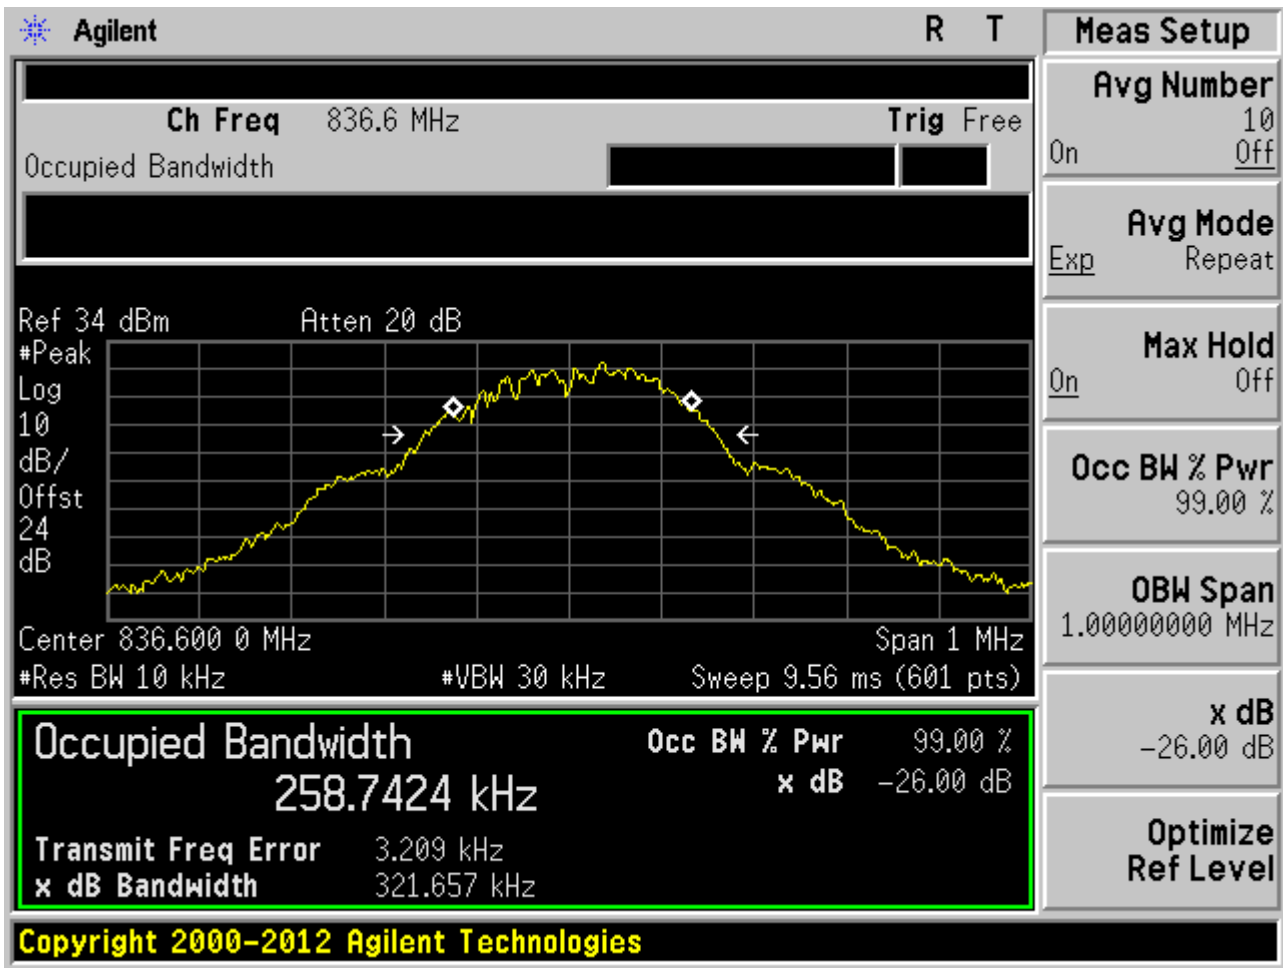 Agilent R T
Ch Freq 836.6 MHz Trig Free
Occupied Bandwidth
Ref 34 dBm Atten 20 dB
#Peak
Log
10
dB/
Offst
24
dB
Center 836.600 0 MHz Span 1 MHz
#Res BW 10 kHz #VBW 30 kHz Sweep 9.56 ms (601 pts)
Occupied Bandwidth Occ BW % Pwr 99.00 %
258.7424 kHz x dB -26.00 dB
Transmit Freq Error 3.209 kHz
x dB Bandwidth 321.657 kHz
Copyright 2000-2012 Agilent Technologies
Meas Setup
Avg Number
10
On Off
Avg Mode
Exp Repeat
Max Hold
On Off
Occ BW % Pwr
99.00 %
OBW Span
1.00000000 MHz
x dB
-26.00 dB
Optimize
Ref Level